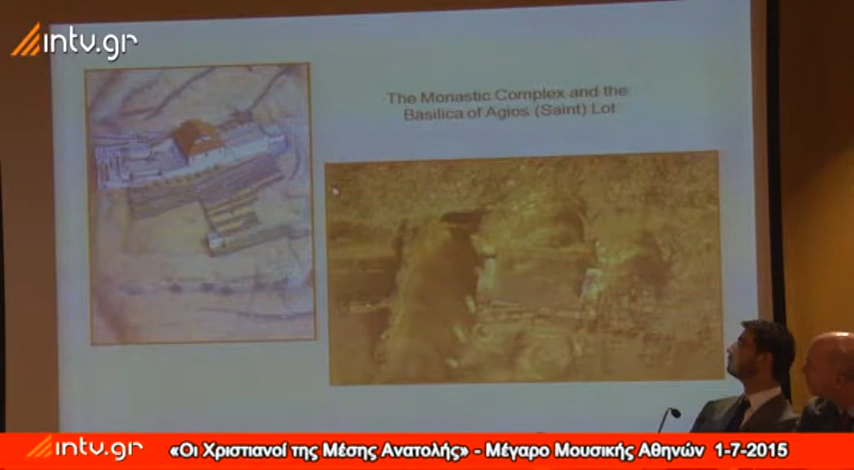 intv.gr
The Monastic Complex and the
Basilica of Agios (Saint) Lot
intv.gr «Οι Χριστιανοί της Μέσης Ανατολής» - Μέγαρο Μουσικής Αθηνών 1-7-2015